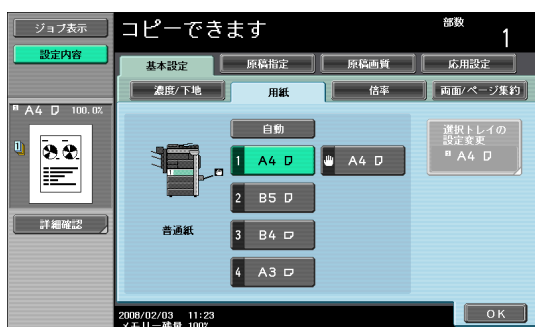 ジョブ表示
コピーできます
部数
1
設定内容
基本設定
原稿指定
原稿画質
応用設定
濃度/下地
用紙
倍率
両面/ページ集約
A4 100.0%
自動
選択トレイの
設定変更
A4
1 A4
A4
2 B5
普通紙
3 B4
4 A3
詳細確認
2008/02/03 11:23
メモリー残量 100%
OK